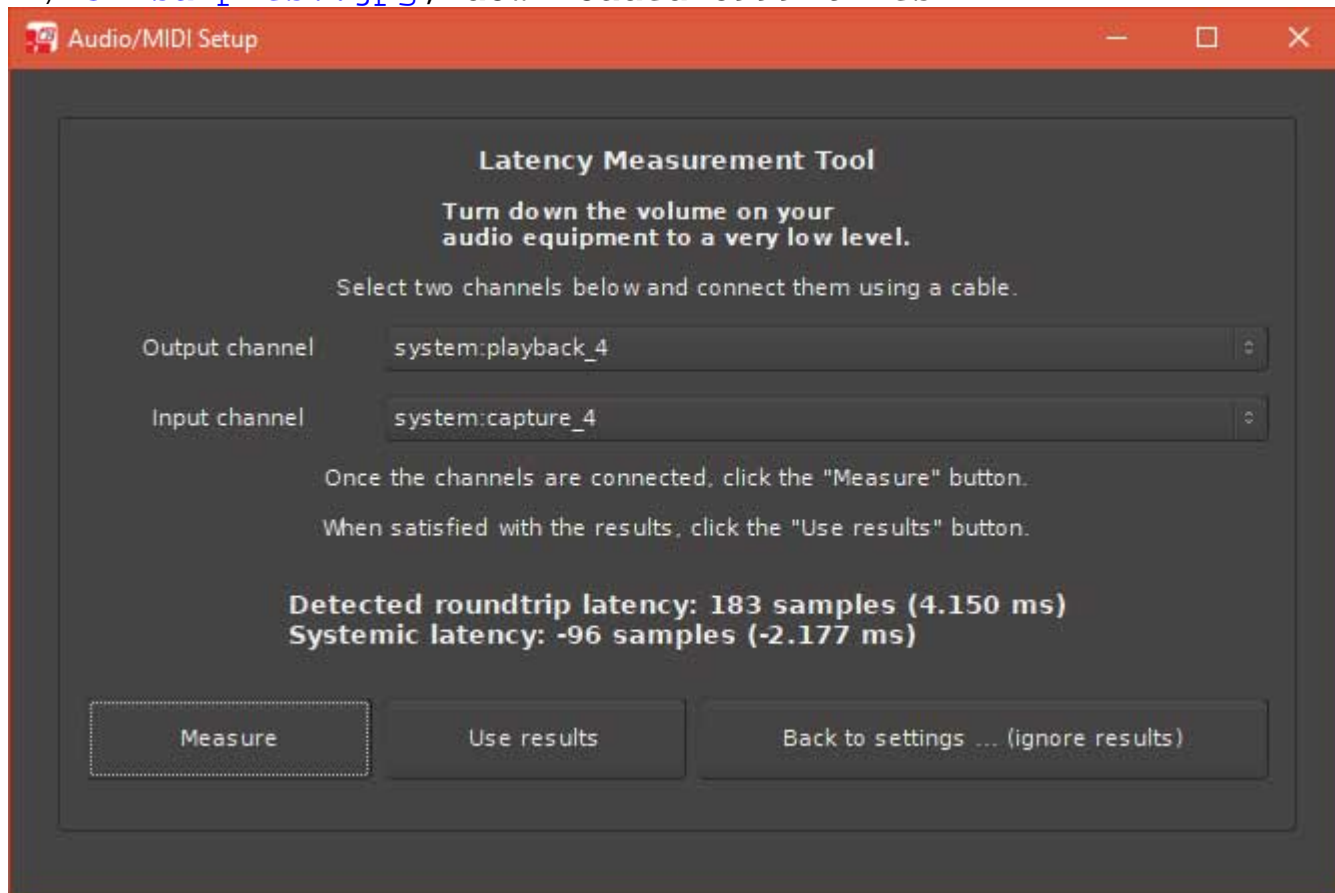 Audio/MIDI Setup
Latency Measurement Tool
Turn down the volume on your
audio equipment to a very low level.
Select two channels below and connect them using a cable.
Output channel system:playback_4
Input channel system:capture_4
Once the channels are connected, click the "Measure" button.
When satisfied with the results, click the "Use results" button.
Detected roundtrip latency: 183 samples (4.150 ms)
Systemic latency: -96 samples (-2.177 ms)
Measure Use results Back to settings ... (ignore results)